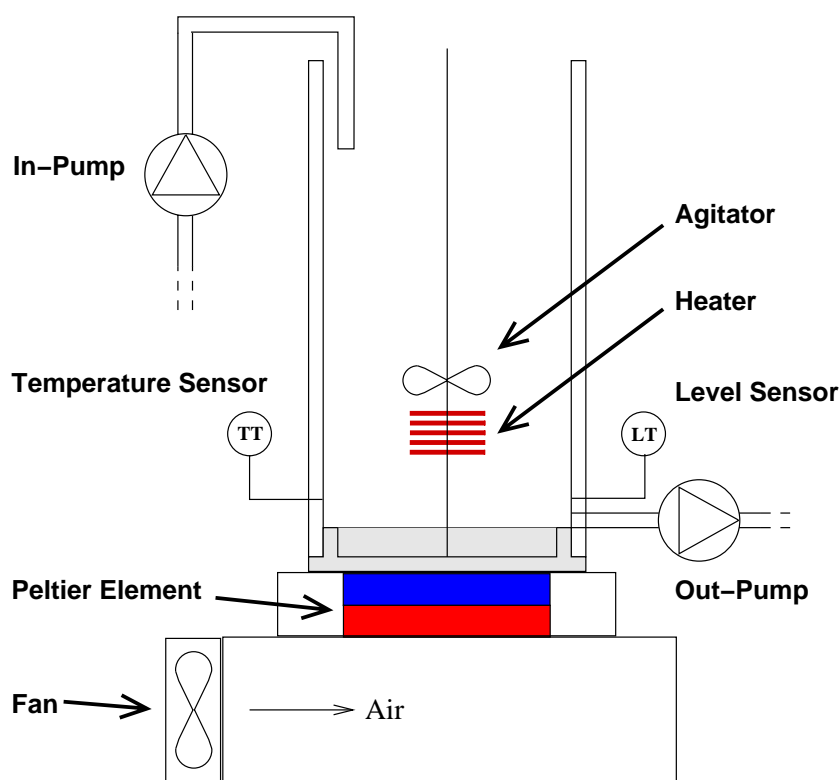 In−Pump
Agitator
Heater
Temperature Sensor
Level Sensor
TT
LT
Peltier Element
Out−Pump
Fan
Air